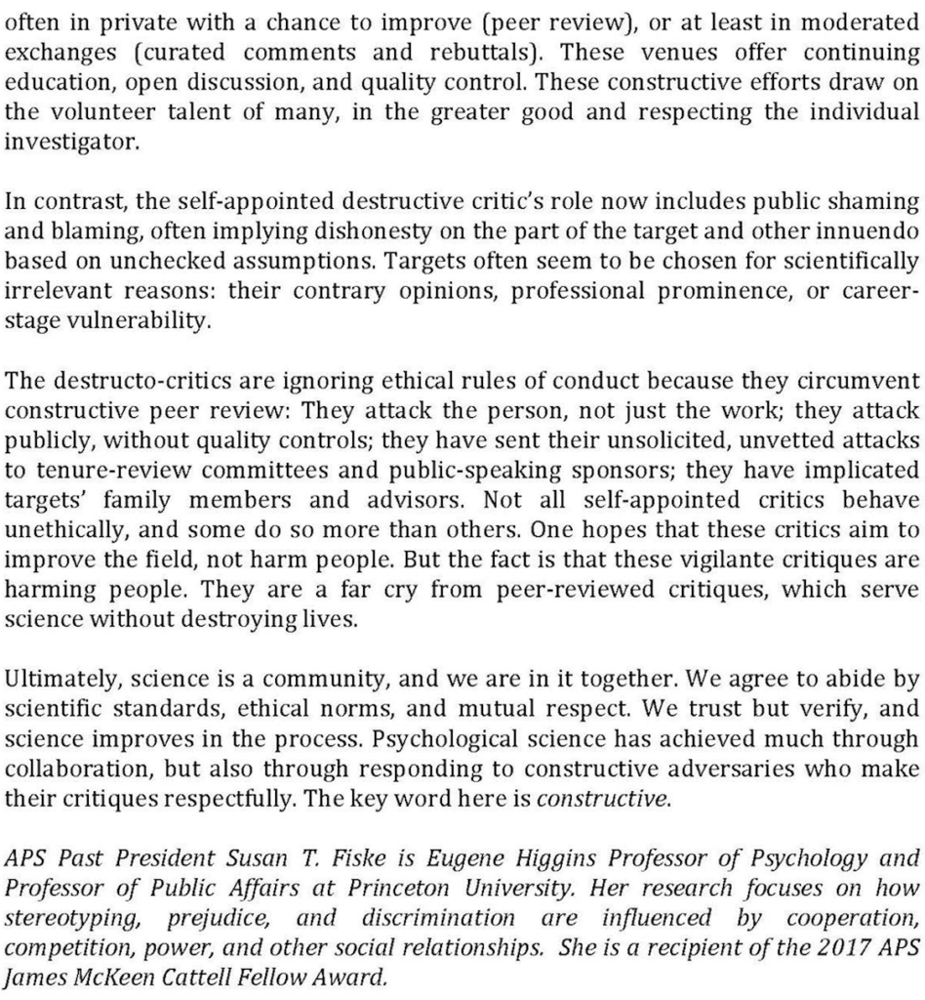 often in private with a chance to improve (peer review), or at least in moderated
exchanges (curated comments and rebuttals). These venues offer continuing
education, open discussion, and quality control. These constructive efforts draw on
the volunteer talent of many, in the greater good and respecting the individual
investigator.
In contrast, the self-appointed destructive critic's role now includes public shaming
and blaming, often implying dishonesty on the part of the target and other innuendo
based on unchecked assumptions. Targets often seem to be chosen for scientifically
irrelevant reasons: their contrary opinions, professional prominence, or career-
stage vulnerability.
The destructo-critics are ignoring ethical rules of conduct because they circumvent
constructive peer review: They attack the person, not just the work; they attack
publicly, without quality controls; they have sent their unsolicited, unvetted attacks
to tenure-review committees and public-speaking sponsors; they have implicated
targets' family members and advisors. Not all self-appointed critics behave
unethically, and some do so more than others. One hopes that these critics aim to
improve the field, not harm people. But the fact is that these vigilante critiques are
harming people. They are a far cry from peer-reviewed critiques, which serve
science without destroying lives.
Ultimately, science is a community, and we are in it together. We agree to abide by
scientific standards, ethical norms, and mutual respect. We trust but verify, and
science improves in the process. Psychological science has achieved much through
collaboration, but also through responding to constructive adversaries who make
their critiques respectfully. The key word here is constructive.
APS Past President Susan T. Fiske is Eugene Higgins Professor of Psychology and
Professor of Public Affairs at Princeton University. Her research focuses on how
stereotyping, prejudice, and discrimination are influenced by cooperation,
competition, power, and other social relationships. She is a recipient of the 2017 APS
James McKeen Cattell Fellow Award.